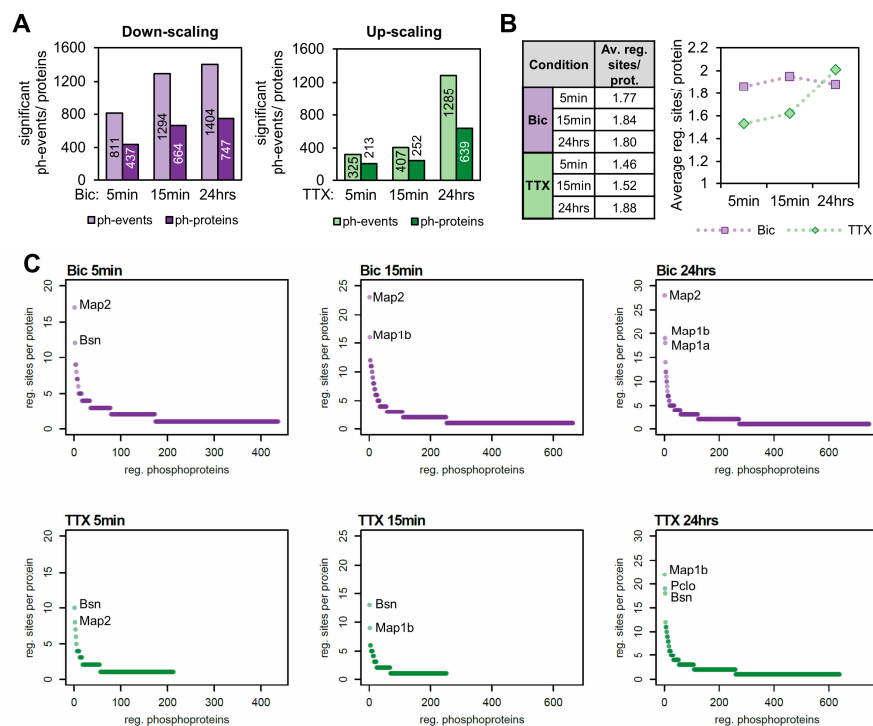 A
Down-scaling
significant
ph-events/ proteins
1600
1200
800
400
0
811
437
1294
664
1404
747
Bic: 5min 15min 24hrs
ph-events ph-proteins
Up-scaling
significant
ph-events/ proteins
1600
1200
800
400
0
325
213
407
252
1285
639
TTX: 5min 15min 24hrs
ph-events ph-proteins
B
Condition Av. reg. sites/ prot.
Bic 5min 1.77
15min 1.84
24hrs 1.80
TTX 5min 1.46
15min 1.52
24hrs 1.88
Average reg. sites/ protein
2.2
2
1.8
1.6
1.4
1.2
1
5min 15min 24hrs
Bic TTX
C
Bic 5min
reg. sites per protein
20
15
10
5
0
Map2
Bsn
0 100 200 300 400
reg. phosphoproteins
Bic 15min
reg. sites per protein
25
20
15
10
5
0
Map2
Map1b
0 200 400 600
reg. phosphoproteins
Bic 24hrs
reg. sites per protein
30
25
20
15
10
5
0
Map2
Map1b
Map1a
0 200 400 600
reg. phosphoproteins
TTX 5min
reg. sites per protein
20
15
10
5
0
Bsn
Map2
0 100 200 300 400
reg. phosphoproteins
TTX 15min
reg. sites per protein
25
20
15
10
5
0
Bsn
Map1b
0 200 400 600
reg. phosphoproteins
TTX 24hrs
reg. sites per protein
30
25
20
15
10
5
0
Map1b
Pclo
Bsn
0 200 400 600
reg. phosphoproteins